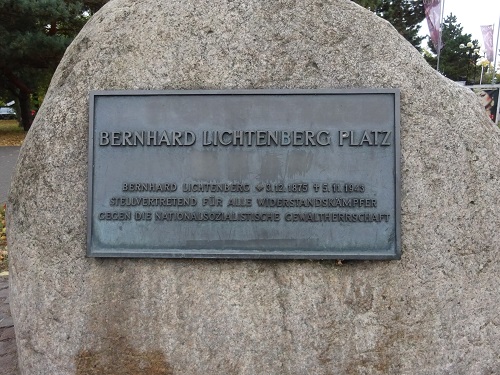 BERNHARD LICHTENBERG PLATZ
BERNHARD LICHTENBERG * 3.12.1875 † 5.11.1943
STELLVERTRETEND FÜR ALLE WIDERSTANDSKÄMPFER
GEGEN DIE NATIONALSOZIALISTISCHE GEWALTHERRSCHAFT